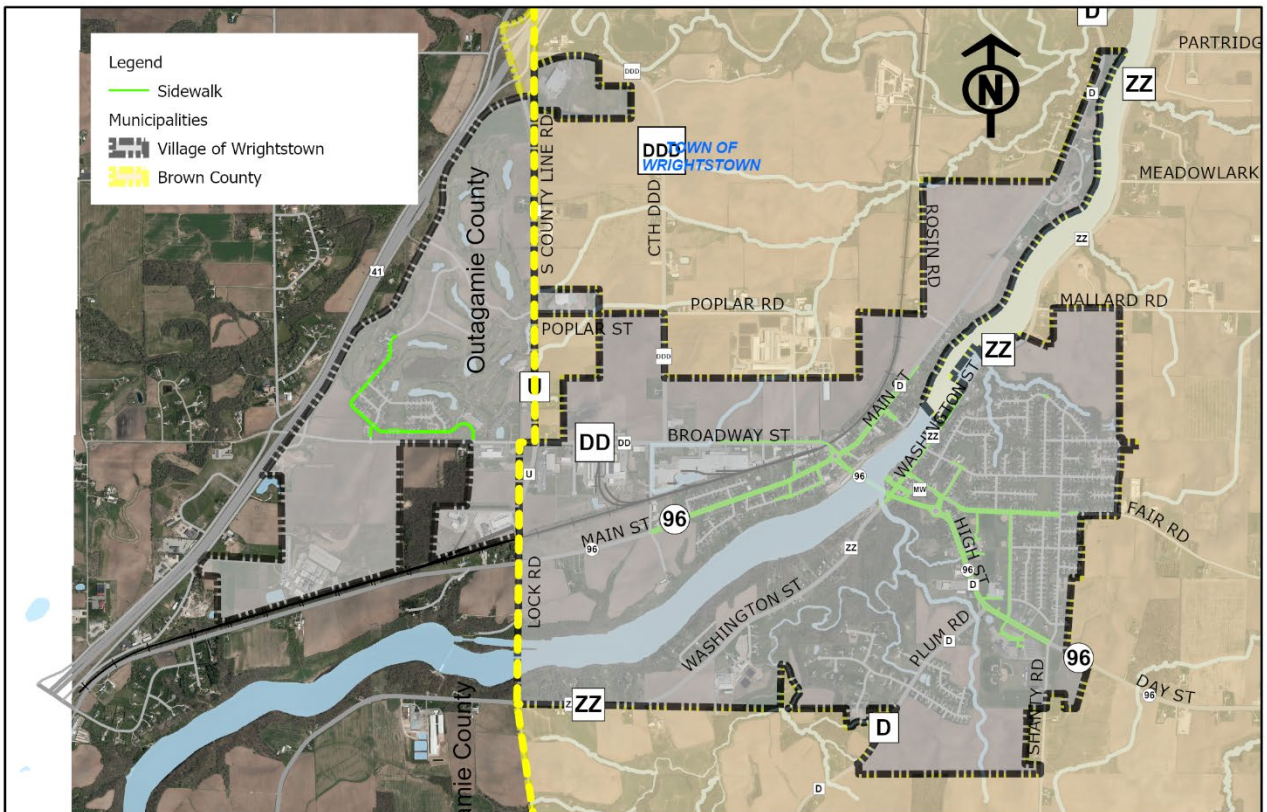 Legend
Sidewalk
Municipalities
Village of Wrightstown
Brown County
N
D
PARTRIDG
ZZ
D
DDD
DDD
TOWN OF
WRIGHTSTOWN
MEADOWLARK
S COUNTY LINE RD
CTH DDD
ROSIN RD
ZZ
41
Outagamie County
POPLAR RD
MALLARD RD
POPLAR ST
DDD
ZZ
U
D
MAIN ST
WASHINGTON ST
DD
DD
BROADWAY ST
ZZ
U
96
MW
96
MAIN ST
96
FAIR RD
HIGH ST
ZZ
96
D
LOCK RD
WASHINGTON ST
PLUM RD
D
96
SHANTY RD
DAY ST
96
Z
ZZ
D
amie County
D